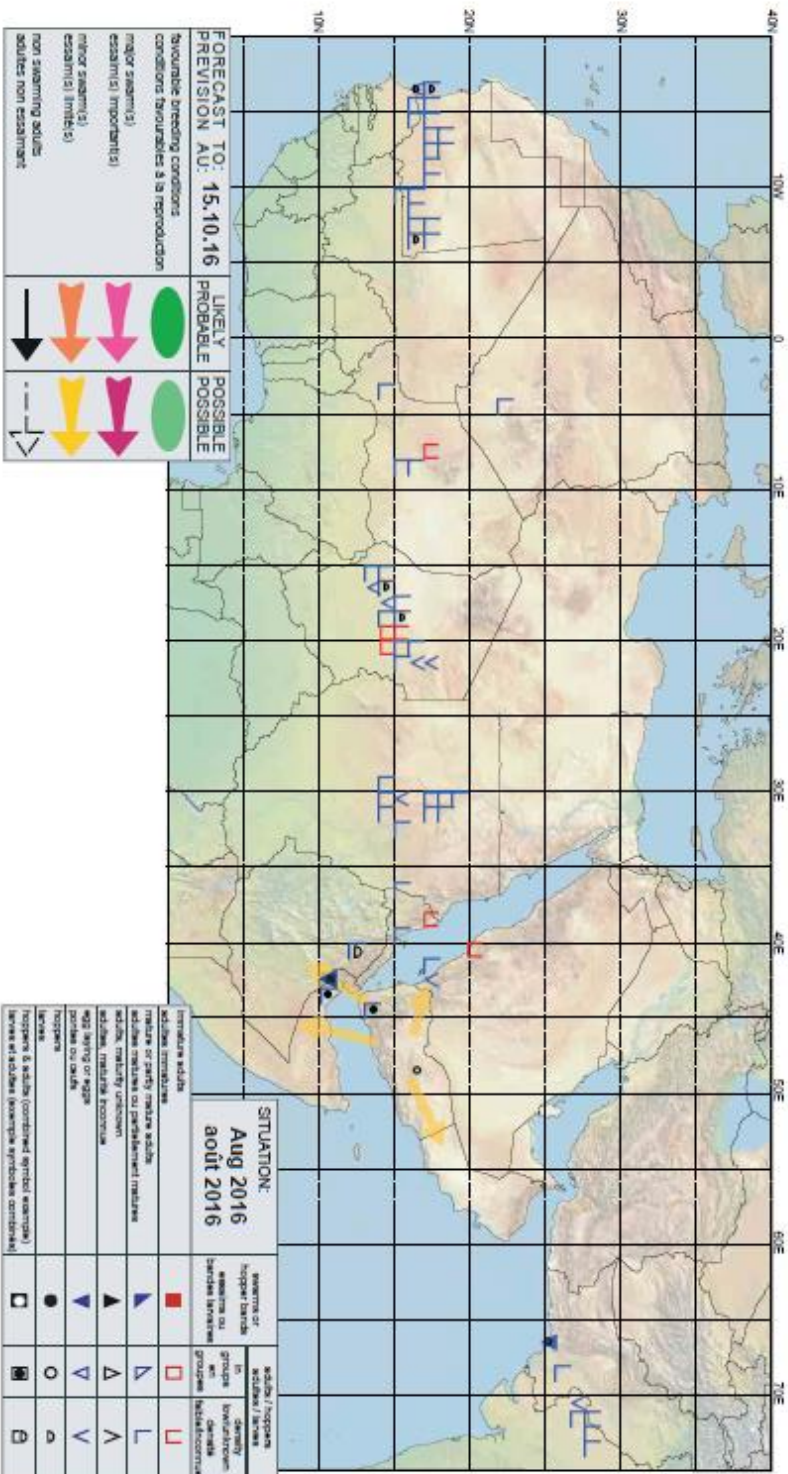 40N
30N
20N
10N
10W
0
10E
20E
30E
40E
50E
60E
70E
FORECAST TO:
PREVISION AU: 15.10.16
LIKELY
PROBABLE
POSSIBLE
POSSIBLE
favourable breeding conditions
conditions favourables à la reproduction
major swarm(s)
essaim(s) important(s)
minor swarm(s)
essaim(s) limité(s)
non swarming adults
adultes non essaimant
SITUATION:
Aug 2016
août 2016
swarms or
hopper bands
essaims ou
bandes larvaires
adults / hoppers
adultes / larves
in
groups
en
groupes
density
low/unknown
densité
faible/inconnue
immature adults
adultes immatures
mature or partly mature adults
adultes matures ou partiellement matures
adults, maturity unknown
adultes, maturité inconnue
egg laying or eggs
pontes ou œufs
hoppers
larves
hoppers & adults (combined symbol example)
larves et adultes (exemple symboles combinés)